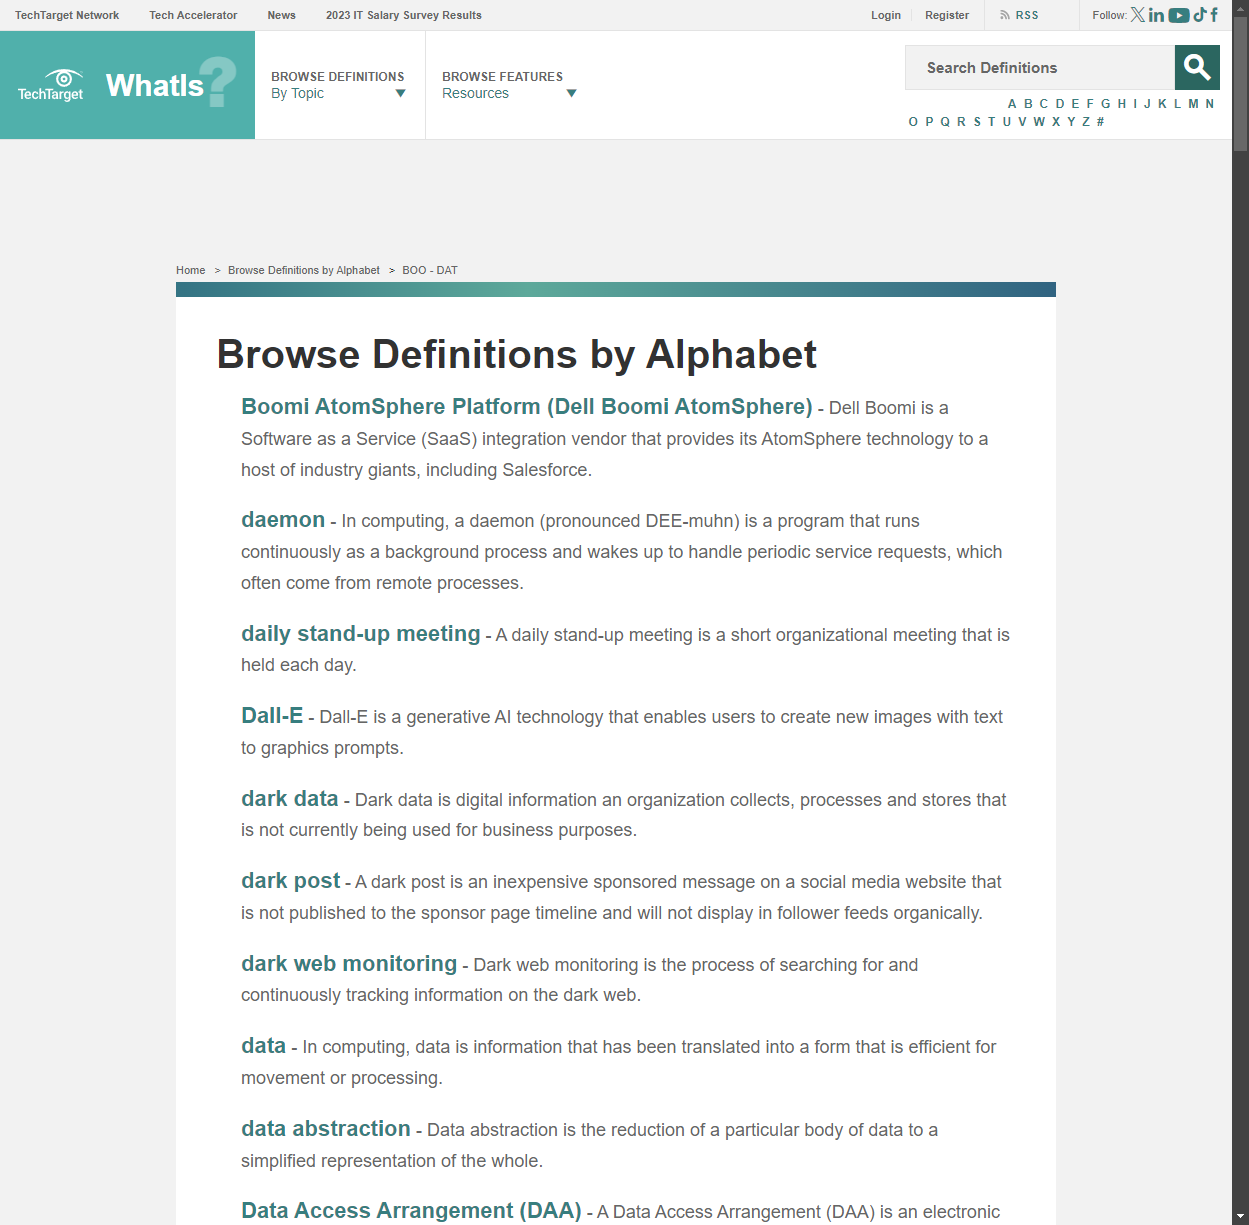 TechTarget Network Tech Accelerator News 2023 IT Salary Survey Results Login Register RSS Follow:
TechTarget WhatIs?
BROWSE DEFINITIONS
By Topic
BROWSE FEATURES
Resources
Search Definitions
A B C D E F G H I J K L M N
O P Q R S T U V W X Y Z #
Home > Browse Definitions by Alphabet > BOO - DAT
Browse Definitions by Alphabet
Boomi AtomSphere Platform (Dell Boomi AtomSphere) - Dell Boomi is a
Software as a Service (SaaS) integration vendor that provides its AtomSphere technology to a
host of industry giants, including Salesforce.
daemon - In computing, a daemon (pronounced DEE-muhn) is a program that runs
continuously as a background process and wakes up to handle periodic service requests, which
often come from remote processes.
daily stand-up meeting - A daily stand-up meeting is a short organizational meeting that is
held each day.
Dall-E - Dall-E is a generative AI technology that enables users to create new images with text
to graphics prompts.
dark data - Dark data is digital information an organization collects, processes and stores that
is not currently being used for business purposes.
dark post - A dark post is an inexpensive sponsored message on a social media website that
is not published to the sponsor page timeline and will not display in follower feeds organically.
dark web monitoring - Dark web monitoring is the process of searching for and
continuously tracking information on the dark web.
data - In computing, data is information that has been translated into a form that is efficient for
movement or processing.
data abstraction - Data abstraction is the reduction of a particular body of data to a
simplified representation of the whole.
Data Access Arrangement (DAA) - A Data Access Arrangement (DAA) is an electronic